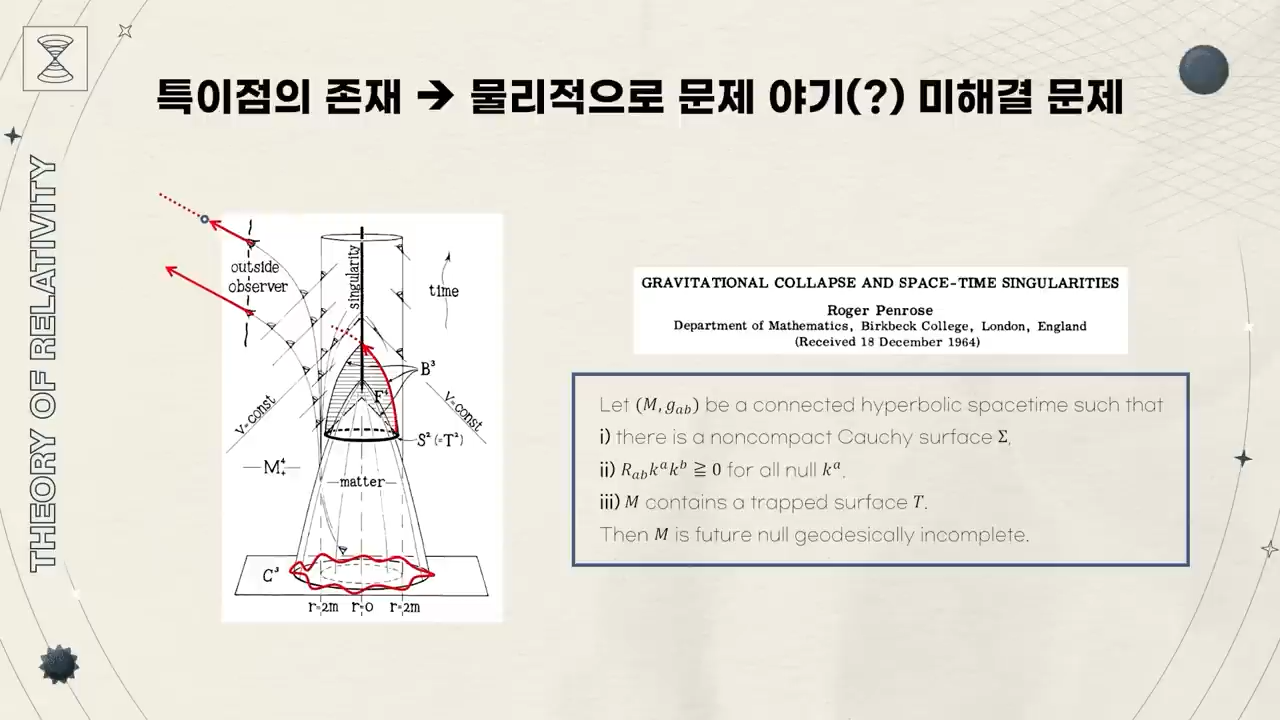 특이점의 존재 → 물리적으로 문제 야기(?) 미해결 문제
THEORY OF RELATIVITY
outside
observer
singularity
time
B³
F⁴
V=const
V=const
S² (=T²)
M⁴₊
matter
C³
r=2m r=0 r=2m
GRAVITATIONAL COLLAPSE AND SPACE-TIME SINGULARITIES
Roger Penrose
Department of Mathematics, Birkbeck College, London, England
(Received 18 December 1964)
Let (M, g_ab) be a connected hyperbolic spacetime such that
i) there is a noncompact Cauchy surface Σ,
ii) R_ab k^a k^b ≧ 0 for all null k^a.
iii) M contains a trapped surface T.
Then M is future null geodesically incomplete.